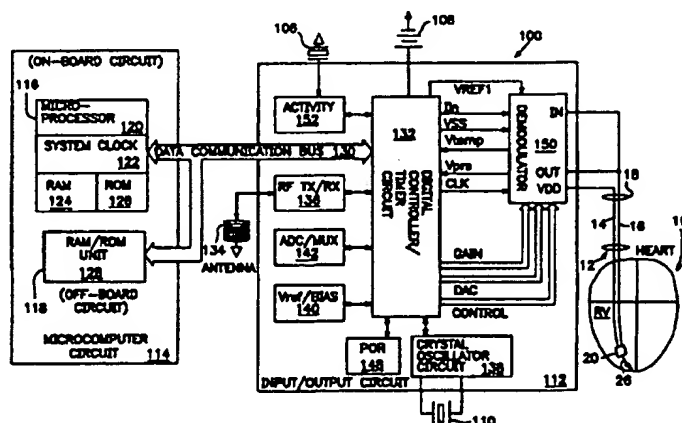 (ON-BOARD CIRCUIT)
116
MICRO-
PROCESSOR 120
SYSTEM CLOCK
122
RAM
124
ROM
126
118
RAM/ROM
UNIT
128
(OFF-BOARD
CIRCUIT)
MICROCOMPUTER
CIRCUIT 114
DATA COMMUNICATION BUS 130
106
108
100
ACTIVITY
152
RF TX/RX
136
134
ANTENNA
ADC/MUX
142
Vref/BIAS
140
POR
148
CRYSTAL
OSCILLATOR
CIRCUIT 138
INPUT/OUTPUT CIRCUIT
112
110
132
DIGITAL
CONTROLLER/
TIMER
CIRCUIT
VREF1
VSS
Vtemp
Vprs
CLK
GAIN
DAC
CONTROL
DEMODULATOR
150
IN
OUT
VDD
18
14
16
12
HEART
RV
20
26